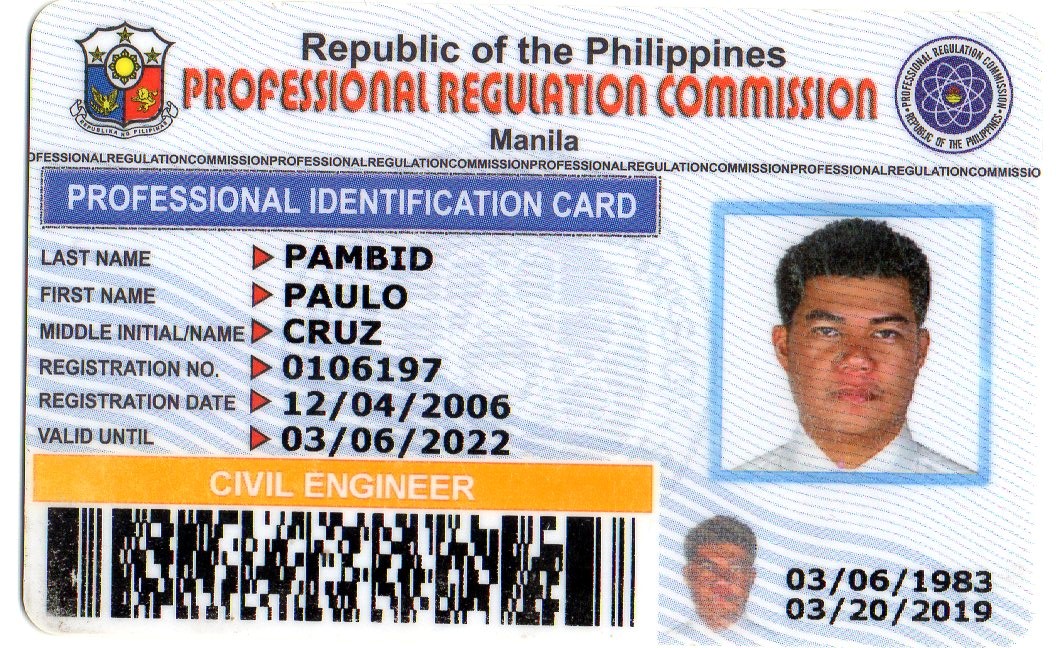 Republic of the Philippines
PROFESSIONAL REGULATION COMMISSION
Manila
REPUBLIKA NG PILIPINAS
PROFESSIONAL REGULATION COMMISSION
REPUBLIC OF THE PHILIPPINES
OFESSIONALREGULATIONCOMMISSIONPROFESSIONALREGULATIONCOMMISSIONPROFESSIONALREGULATIONCOMMISSIONPROFESSIONALREGULATIONCOMMISSIO
PROFESSIONAL IDENTIFICATION CARD
LAST NAME PAMBID
FIRST NAME PAULO
MIDDLE INITIAL/NAME CRUZ
REGISTRATION NO. 0106197
REGISTRATION DATE 12/04/2006
VALID UNTIL 03/06/2022
CIVIL ENGINEER
03/06/1983
03/20/2019